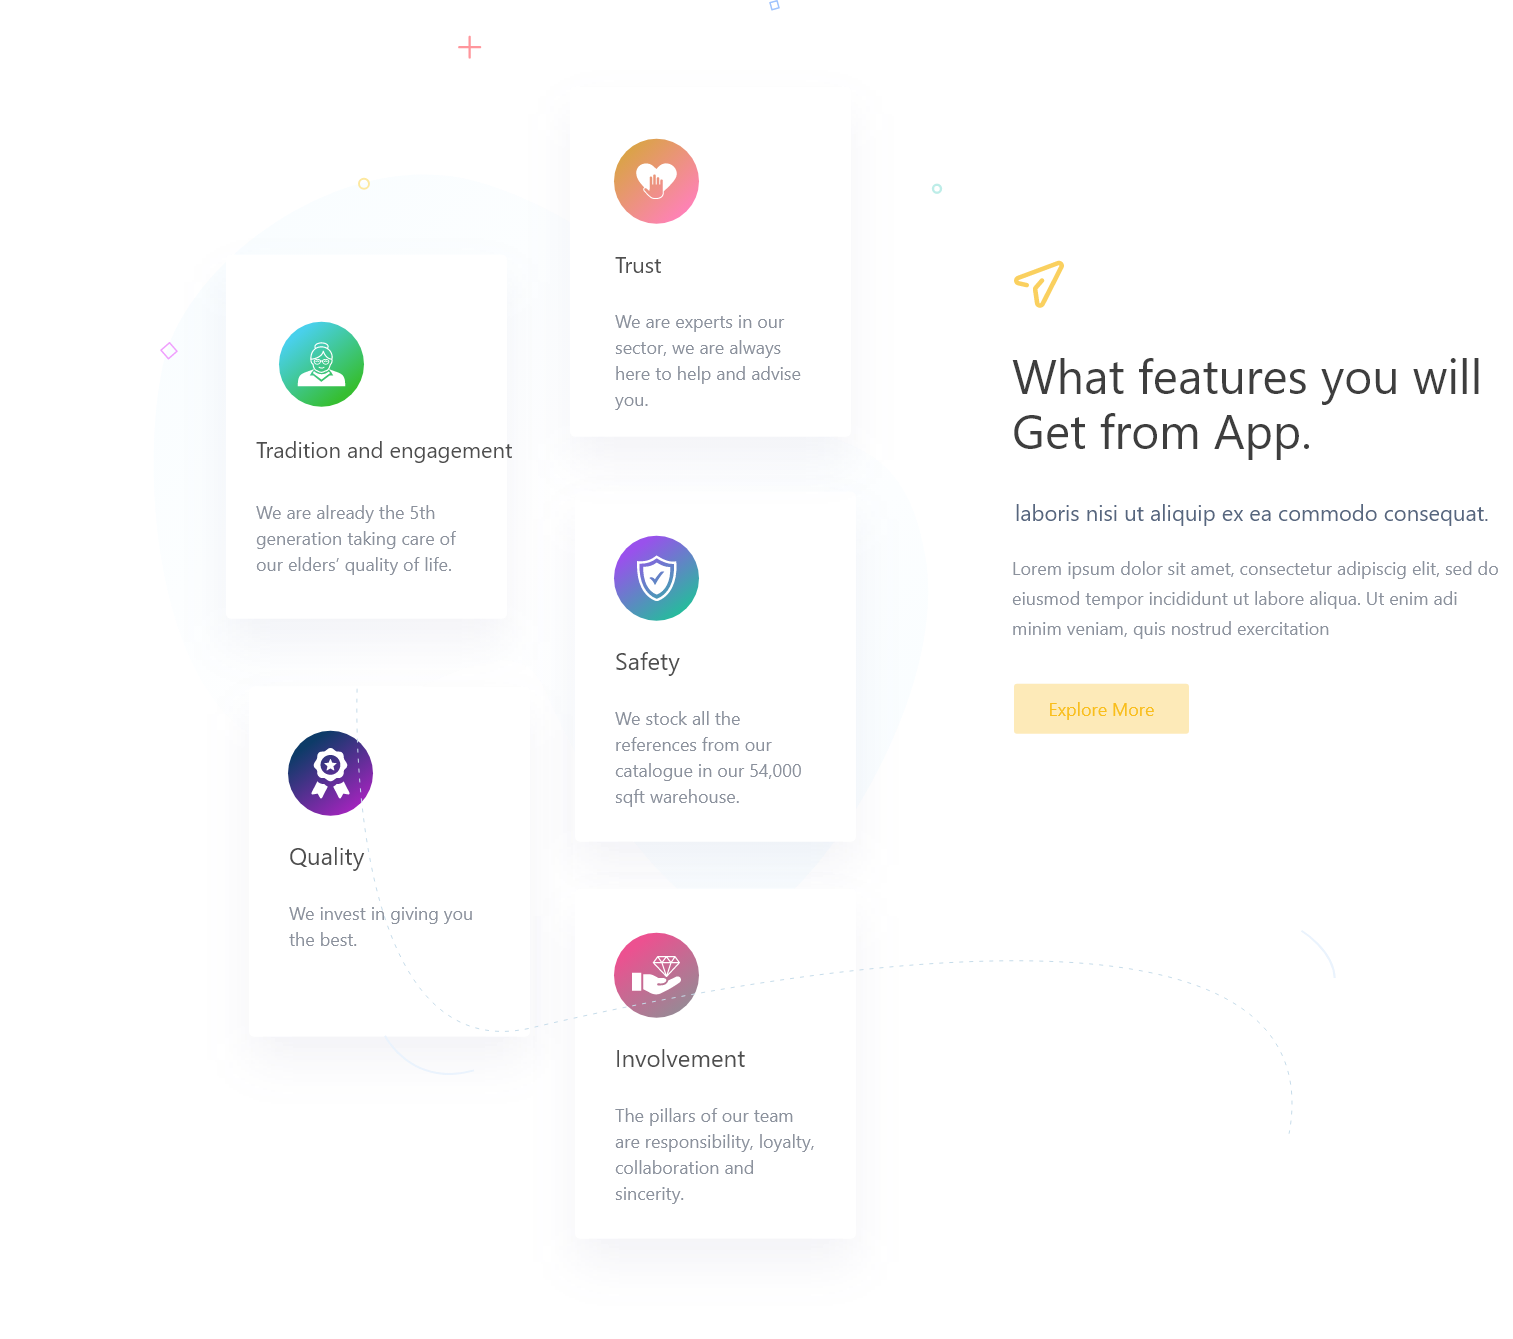 Trust
We are experts in our
sector, we are always
here to help and advise
you.
Tradition and engagement
We are already the 5th
generation taking care of
our elders’ quality of life.
Safety
We stock all the
references from our
catalogue in our 54,000
sqft warehouse.
Quality
We invest in giving you
the best.
Involvement
The pillars of our team
are responsibility, loyalty,
collaboration and
sincerity.
What features you will
Get from App.
laboris nisi ut aliquip ex ea commodo consequat.
Lorem ipsum dolor sit amet, consectetur adipiscig elit, sed do
eiusmod tempor incididunt ut labore aliqua. Ut enim adi
minim veniam, quis nostrud exercitation
Explore More